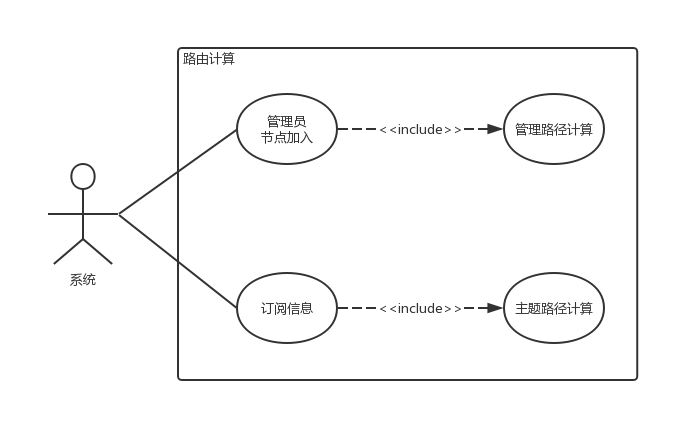 路由计算
管理员
节点加入
<<include>>
管理路径计算
系统
订阅信息
<<include>>
主题路径计算